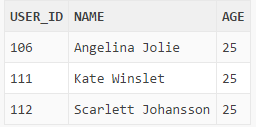 USER_ID NAME AGE
106 Angelina Jolie 25
111 Kate Winslet 25
112 Scarlett Johansson 25